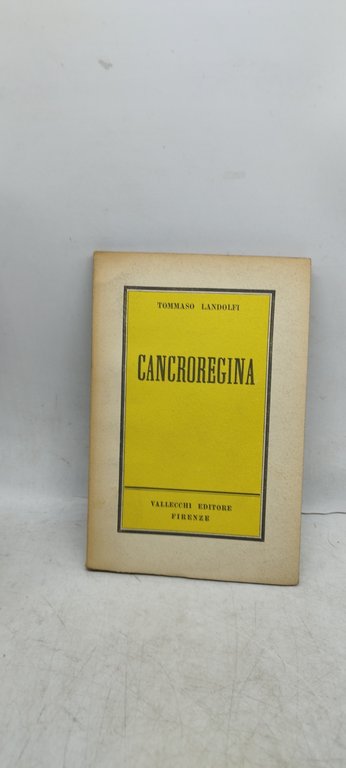 TOMMASO LANDOLFI
CANCROREGINA
VALLECCHI EDITORE
FIRENZE